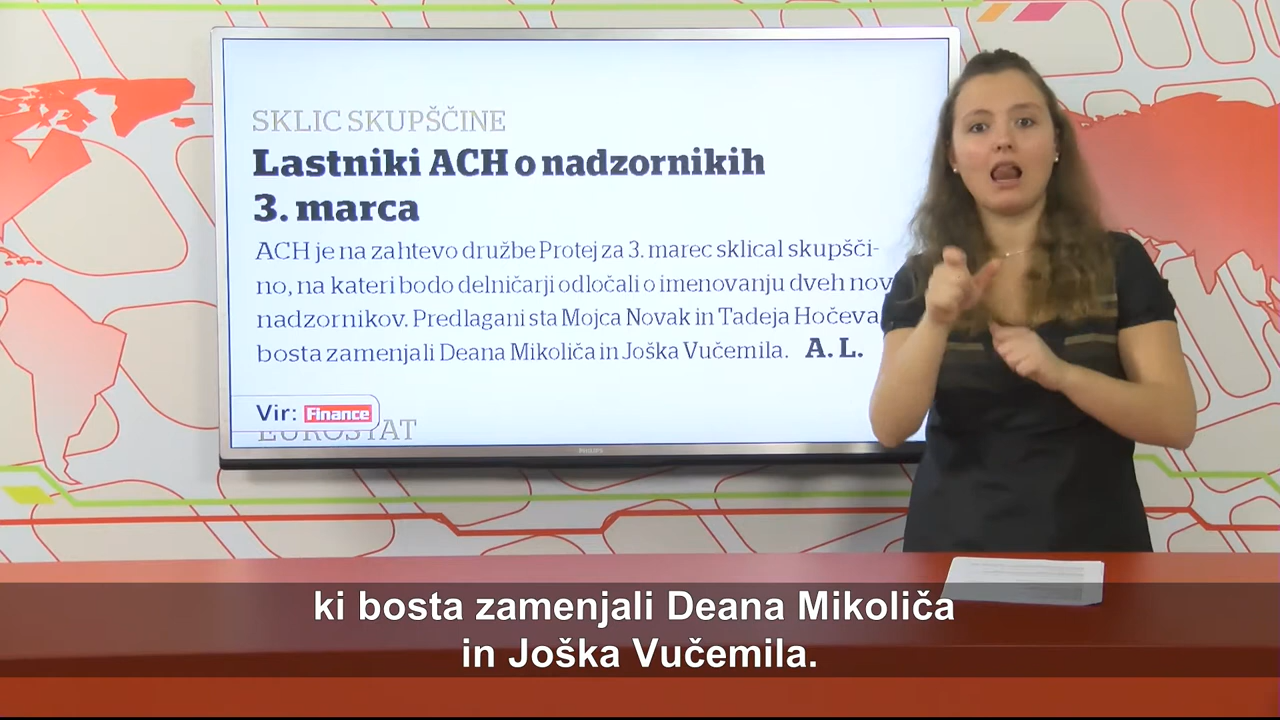 SKLIC SKUPŠČINE
Lastniki ACH o nadzornikih
3. marca
ACH je na zahtevo družbe Protej za 3. marec sklical skupšči-
no, na kateri bodo delničarji odločali o imenovanju dveh nov
nadzornikov. Predlagani sta Mojca Novak in Tadeja Hočeva
bosta zamenjali Deana Mikoliča in Joška Vučemila. A. L.
Vir: Finance
EUROSTAT
PHILIPS
ki bosta zamenjali Deana Mikoliča
in Joška Vučemila.